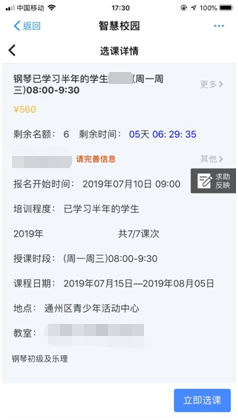 中国移动 17:30 100%
返回 智慧校园
选课详情
钢琴已学习半年的学生 (周一周
三)08:00-9:30 更多
¥560
剩余名额： 6 剩余时间： 05天 06: 29: 35
请完善信息 其他
报名开始时间： 2019年07月10日 09:00
求助
反映
培训程度： 已学习半年的学生
2019年 共7/7课次
授课时段： (周一周三)08:00-9:30
课程日期： 2019年07月15日—2019年08月05日
地点： 通州区青少年活动中心
教室：
钢琴初级及乐理
立即选课